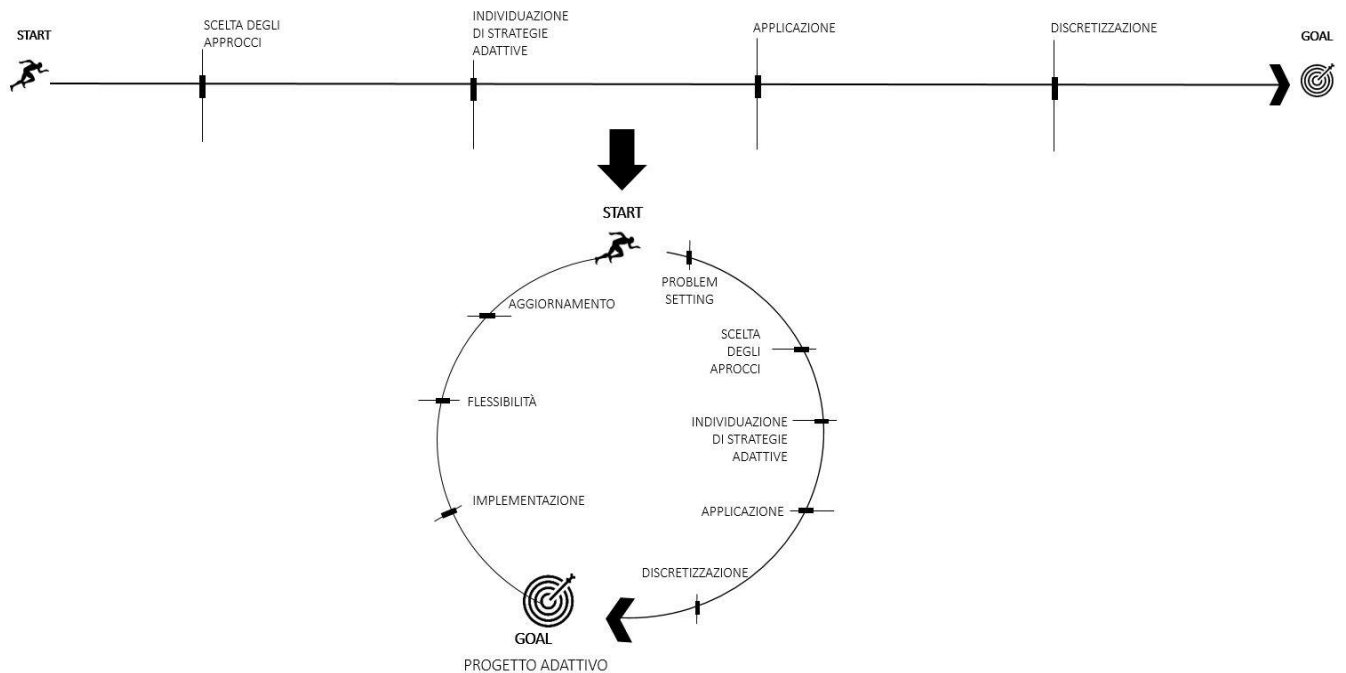 START
SCELTA DEGLI
APPROCCI
INDIVIDUAZIONE
DI STRATEGIE
ADATTIVE
APPLICAZIONE
DISCRETIZZAZIONE
GOAL
START
PROBLEM
SETTING
SCELTA
DEGLI
APROCCI
INDIVIDUAZIONE
DI STRATEGIE
ADATTIVE
APPLICAZIONE
DISCRETIZZAZIONE
GOAL
PROGETTO ADATTIVO
IMPLEMENTAZIONE
FLESSIBILITÀ
AGGIORNAMENTO